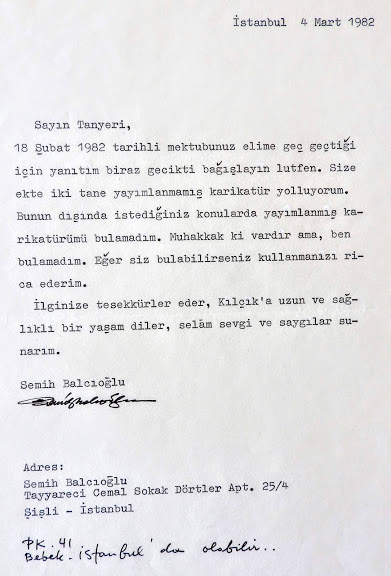 İstanbul 4 Mart 1982
Sayın Tanyeri,
18 Şubat 1982 tarihli mektubunuz elime geç geçtiği
için yanıtım biraz gecikti bağışlayın lutfen. Size
ekte iki tane yayımlanmamış karikatür yolluyorum.
Bunun dışında istediğiniz konularda yayımlanmış ka-
rikatürümü bulamadım. Muhakkak ki vardır ama, ben
bulamadım. Eğer siz bulabilirseniz kullanmanızı ri-
ca ederim.
İlginize tesekkürler eder, Kılçık'a uzun ve sağ-
lıklı bir yaşam diler, selâm sevgi ve saygılar su-
narım.
Semih Balcıoğlu
Adres:
Semih Balcıoğlu
Tayyareci Cemal Sokak Dörtler Apt. 25/4
Şişli - İstanbul
PK. 41
Bebek. istanbul'da olabilir..